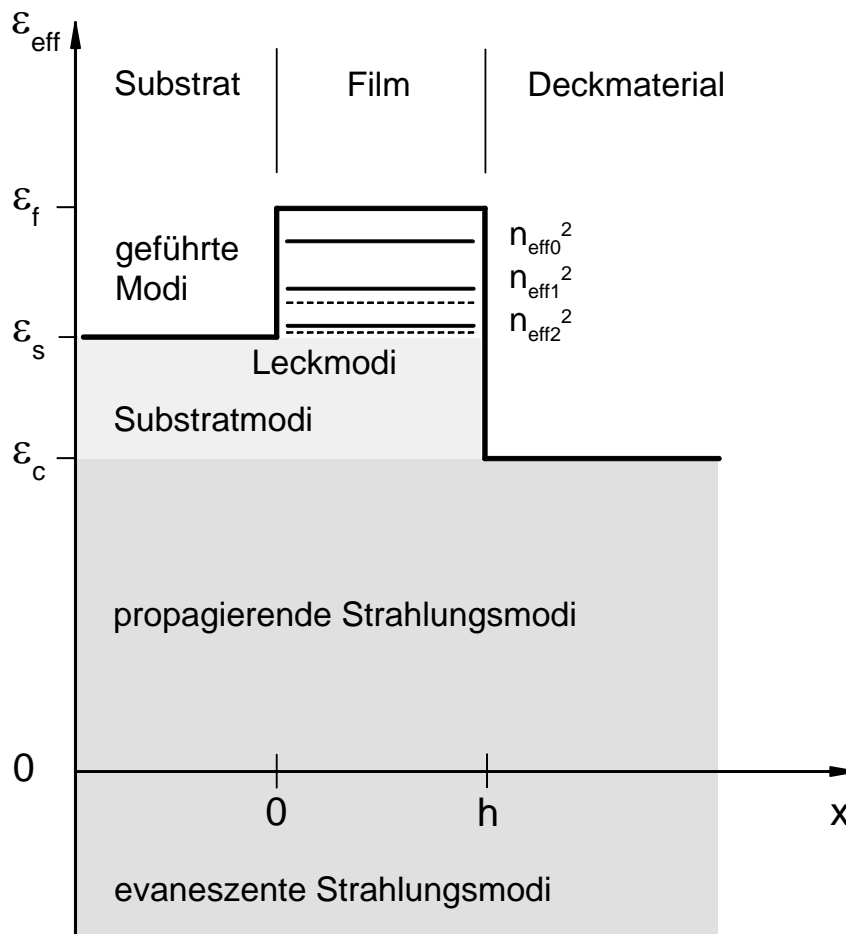 ε_eff
Substrat
Film
Deckmaterial
ε_f
geführte
Modi
n_eff0^2
n_eff1^2
n_eff2^2
ε_s
Leckmodi
Substratmodi
ε_c
propagierende Strahlungsmodi
0
0
h
x
evaneszente Strahlungsmodi